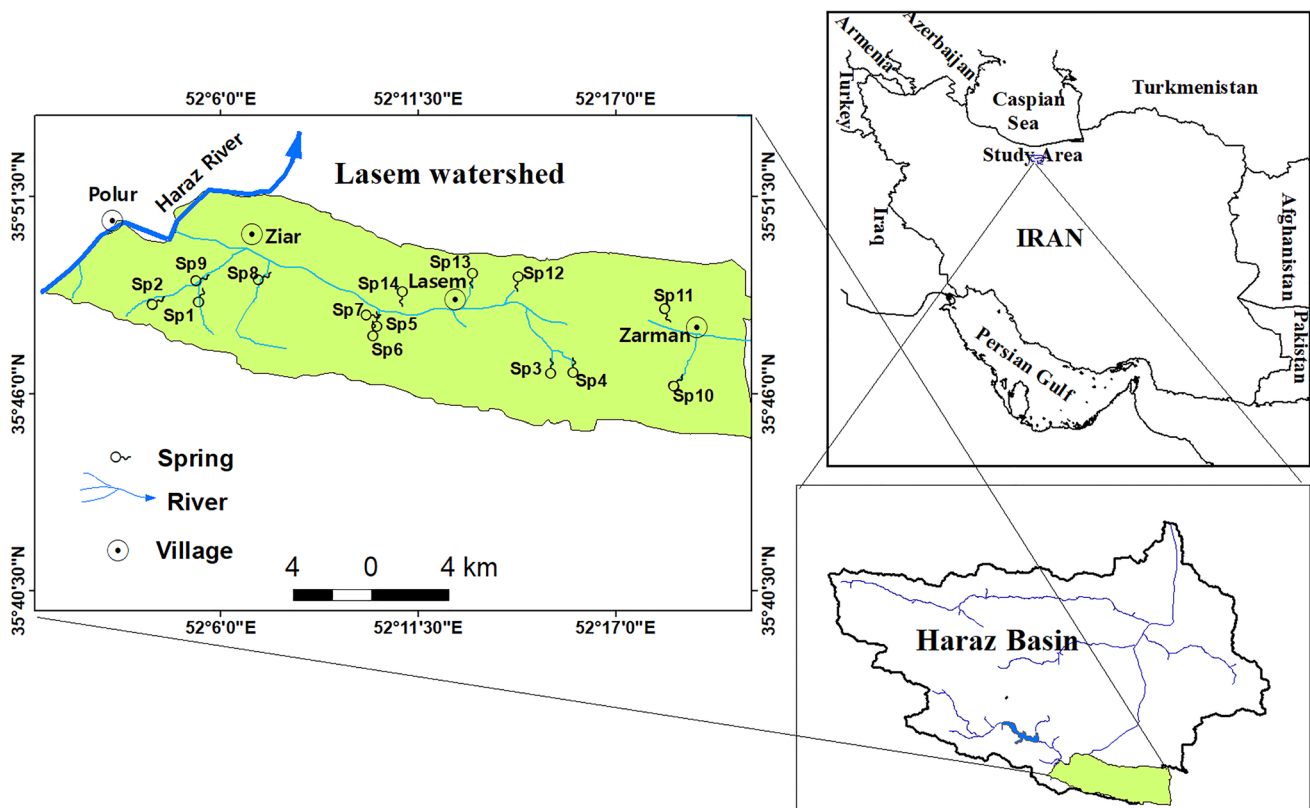 52°6'0"E
52°11'30"E
52°17'0"E
35°51'30"N
35°46'0"N
35°40'30"N
Lasem watershed
Haraz River
Polur
Ziar
Sp9
Sp8
Sp2
Sp1
Sp13
Lasem
Sp12
Sp14
Sp7
Sp5
Sp6
Sp11
Zarman
Sp3
Sp4
Sp10
Spring
River
Village
4 0 4 km
35°51'30"N
35°46'0"N
35°40'30"N
52°6'0"E
52°11'30"E
52°17'0"E
Armenia
Azerbaijan
Turkey
Caspian
Sea
Turkmenistan
Study Area
Iraq
IRAN
Afghanistan
Pakistan
Persian Gulf
Haraz Basin